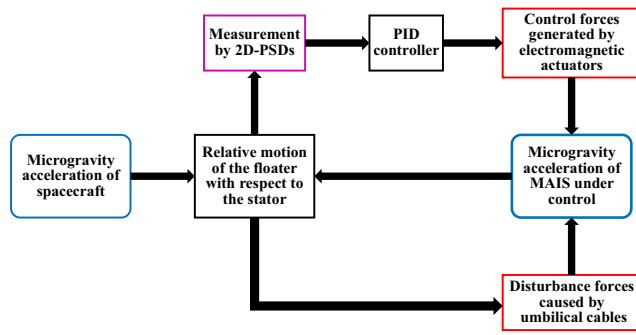 Measurement
by 2D-PSDs
PID
controller
Control forces
generated by
electromagnetic
actuators
Microgravity
acceleration of
spacecraft
Relative motion
of the floater
with respect to
the stator
Microgravity
acceleration of
MAIS under
control
Disturbance forces
caused by
umbilical cables